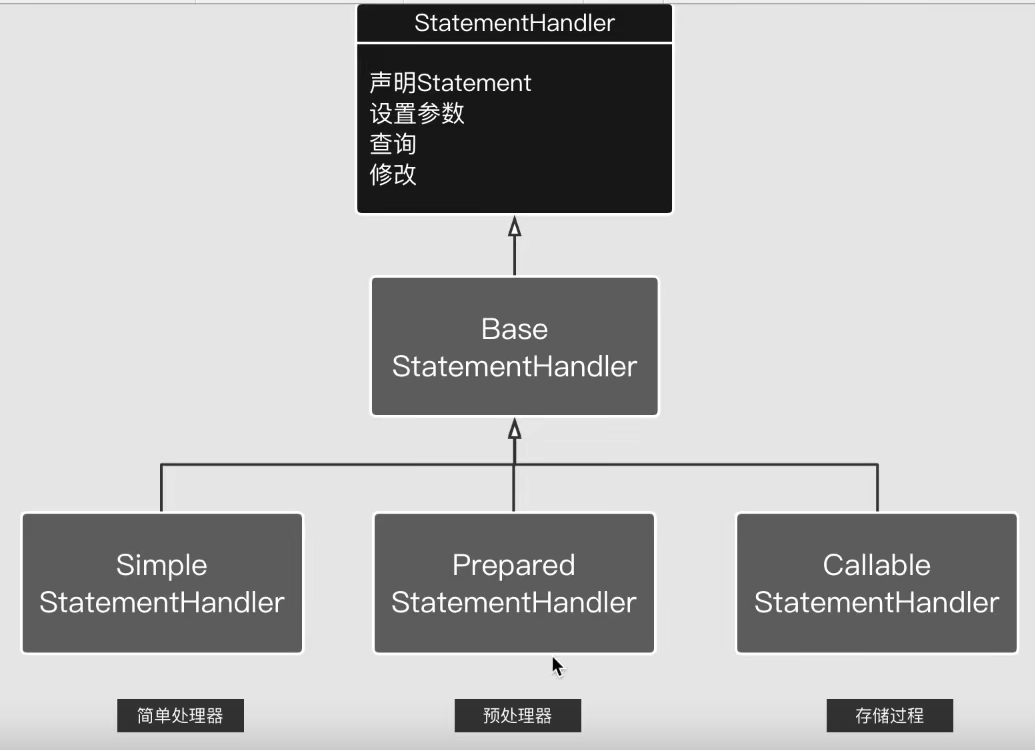 StatementHandler
声明Statement
设置参数
查询
修改
Base
StatementHandler
Simple
StatementHandler
Prepared
StatementHandler
Callable
StatementHandler
简单处理器
预处理器
存储过程